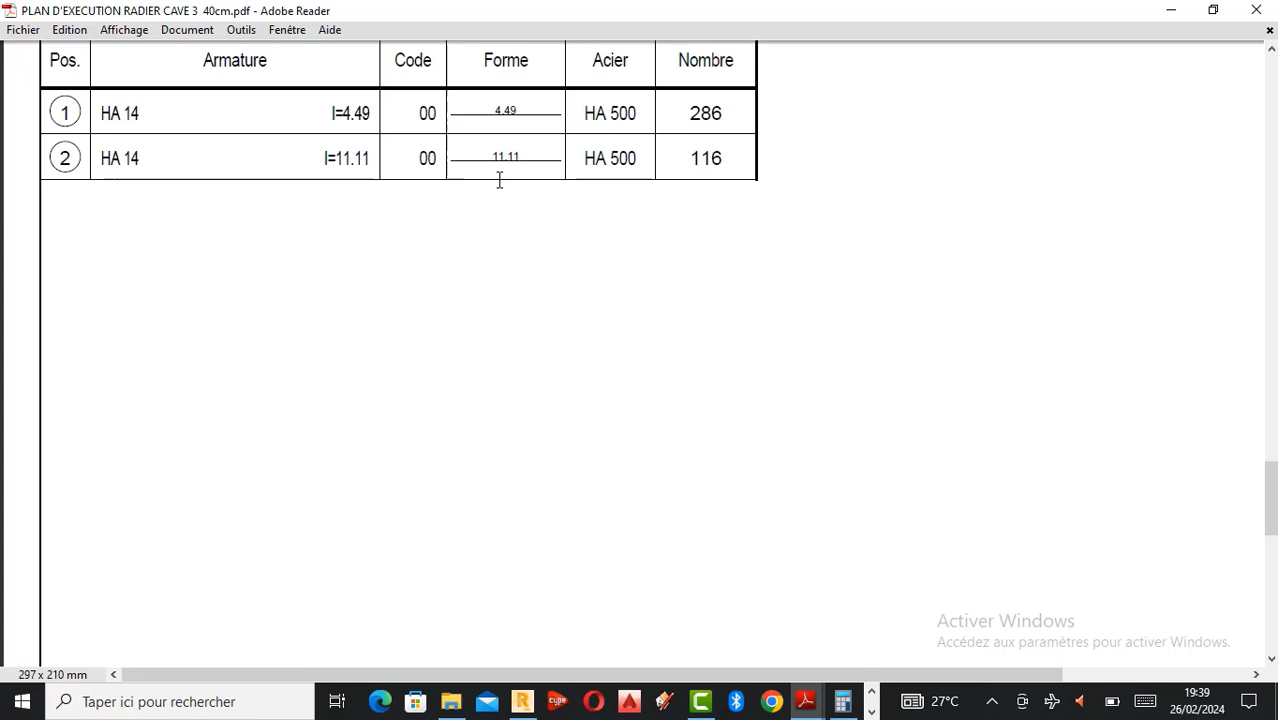 PLAN D'EXECUTION RADIER CAVE 3 40cm.pdf - Adobe Reader
Fichier Edition Affichage Document Outils Fenêtre Aide
Pos. Armature Code Forme Acier Nombre
1 HA 14 l=4.49 00 4.49 HA 500 286
2 HA 14 l=11.11 00 11.11 HA 500 116
Activer Windows
Accédez aux paramètres pour activer Windows.
297 x 210 mm
Taper ici pour rechercher
27°C
19:39
26/02/2024